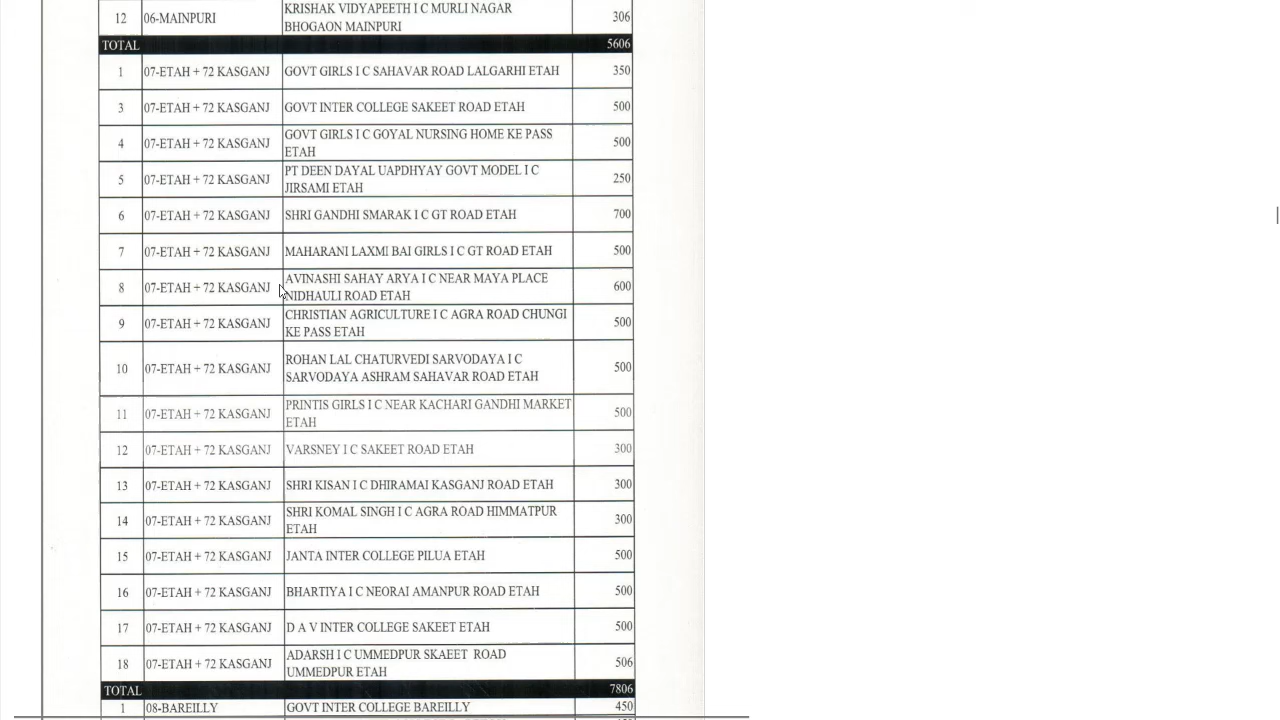 12 06-MAINPURI KRISHAK VIDYAPEETH I C MURLI NAGAR
BHOGAON MAINPURI 306
TOTAL 5606
1 07-ETAH + 72 KASGANJ GOVT GIRLS I C SAHAVAR ROAD LALGARHI ETAH 350
3 07-ETAH + 72 KASGANJ GOVT INTER COLLEGE SAKEET ROAD ETAH 500
4 07-ETAH + 72 KASGANJ GOVT GIRLS I C GOYAL NURSING HOME KE PASS
ETAH 500
5 07-ETAH + 72 KASGANJ PT DEEN DAYAL UAPDHYAY GOVT MODEL I C
JIRSAMI ETAH 250
6 07-ETAH + 72 KASGANJ SHRI GANDHI SMARAK I C GT ROAD ETAH 700
7 07-ETAH + 72 KASGANJ MAHARANI LAXMI BAI GIRLS I C GT ROAD ETAH 500
8 07-ETAH + 72 KASGANJ AVINASHI SAHAY ARYA I C NEAR MAYA PLACE
NIDHAULI ROAD ETAH 600
9 07-ETAH + 72 KASGANJ CHRISTIAN AGRICULTURE I C AGRA ROAD CHUNGI
KE PASS ETAH 500
10 07-ETAH + 72 KASGANJ ROHAN LAL CHATURVEDI SARVODAYA I C
SARVODAYA ASHRAM SAHAVAR ROAD ETAH 500
11 07-ETAH + 72 KASGANJ PRINTIS GIRLS I C NEAR KACHARI GANDHI MARKET
ETAH 500
12 07-ETAH + 72 KASGANJ VARSNEY I C SAKEET ROAD ETAH 300
13 07-ETAH + 72 KASGANJ SHRI KISAN I C DHIRAMAI KASGANJ ROAD ETAH 300
14 07-ETAH + 72 KASGANJ SHRI KOMAL SINGH I C AGRA ROAD HIMMATPUR
ETAH 300
15 07-ETAH + 72 KASGANJ JANTA INTER COLLEGE PILUA ETAH 500
16 07-ETAH + 72 KASGANJ BHARTIYA I C NEORAI AMANPUR ROAD ETAH 500
17 07-ETAH + 72 KASGANJ D A V INTER COLLEGE SAKEET ETAH 500
18 07-ETAH + 72 KASGANJ ADARSH I C UMMEDPUR SKAEET ROAD
UMMEDPUR ETAH 506
TOTAL 7806
1 08-BAREILLY GOVT INTER COLLEGE BAREILLY 450